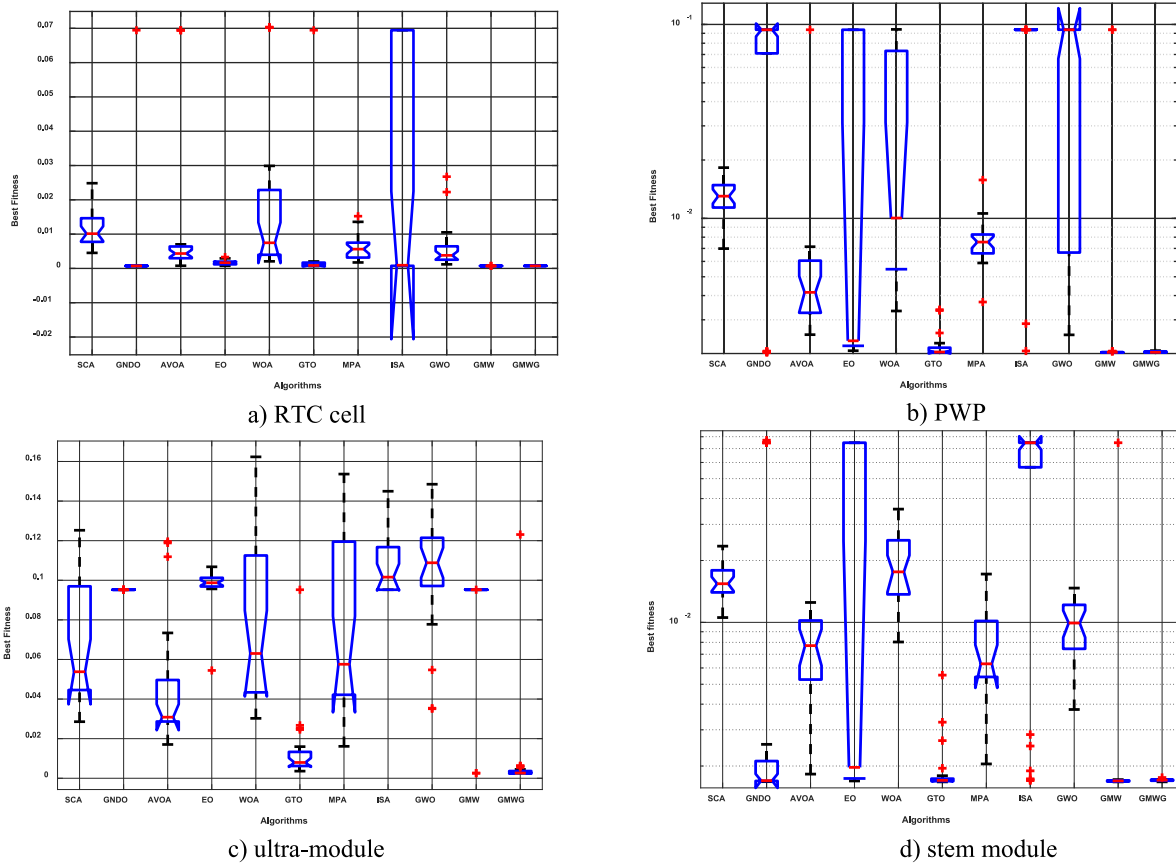 0.07
0.06
0.05
0.04
0.03
0.02
0.01
0
-0.01
-0.02
Best Fitness
SCA GNDO AVOA EO WOA GTO MPA ISA GWO GMW GMWG
Algorithms
a) RTC cell
10-1
10-2
Best Fitness
SCA GNDO AVOA EO WOA GTO MPA ISA GWO GMW GMWG
Algorithms
b) PWP
0.16
0.14
0.12
0.1
0.08
0.06
0.04
0.02
0
Best Fitness
SCA GNDO AVOA EO WOA GTO MPA ISA GWO GMW GMWG
Algorithms
c) ultra-module
10-2
Best fitness
SCA GNDO AVOA EO WOA GTO MPA ISA GWO GMW GMWG
Algorithms
d) stem module